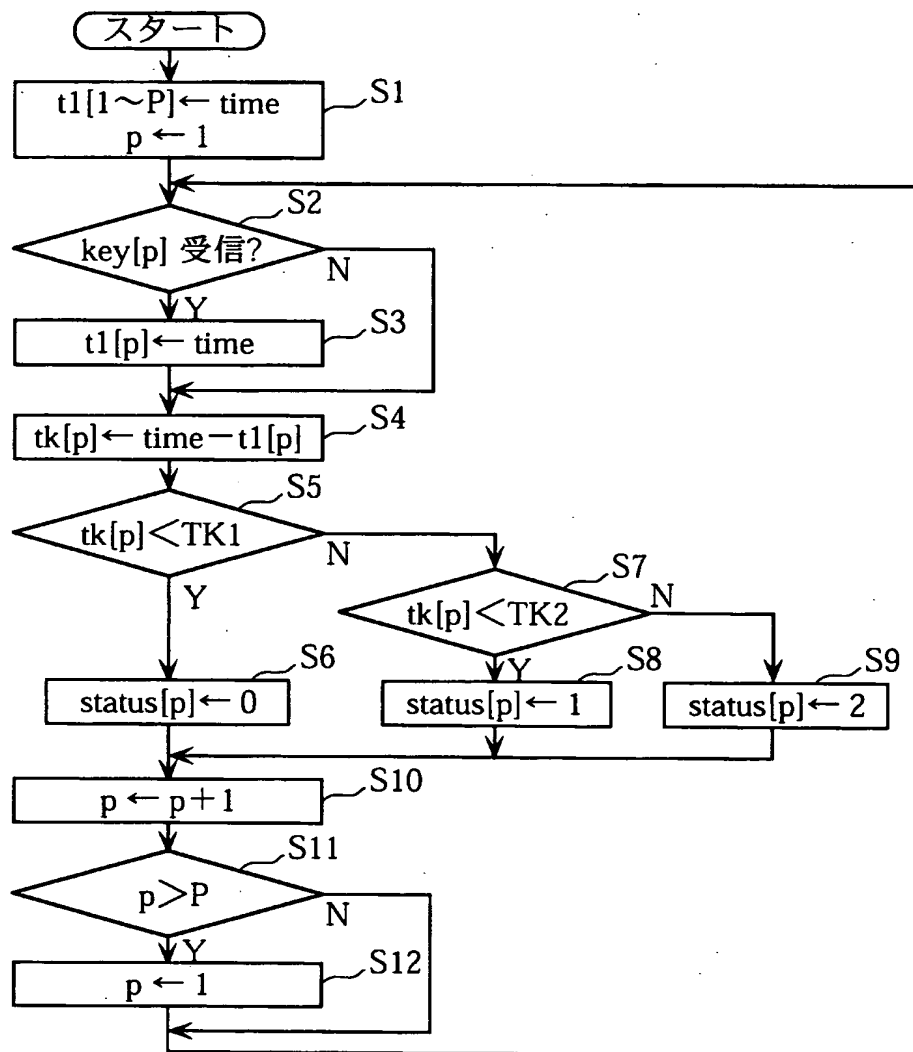 スタート
t1[1～P]← time
p ← 1
S1
S2
key[p] 受信?
N
Y
S3
t1[p]← time
S4
tk[p]← time－t1[p]
S5
tk[p]＜TK1
N
Y
S7
tk[p]＜TK2
N
Y
S6
status[p]← 0
S8
status[p]← 1
S9
status[p]← 2
S10
p ← p＋1
S11
p＞P
N
Y
S12
p ← 1